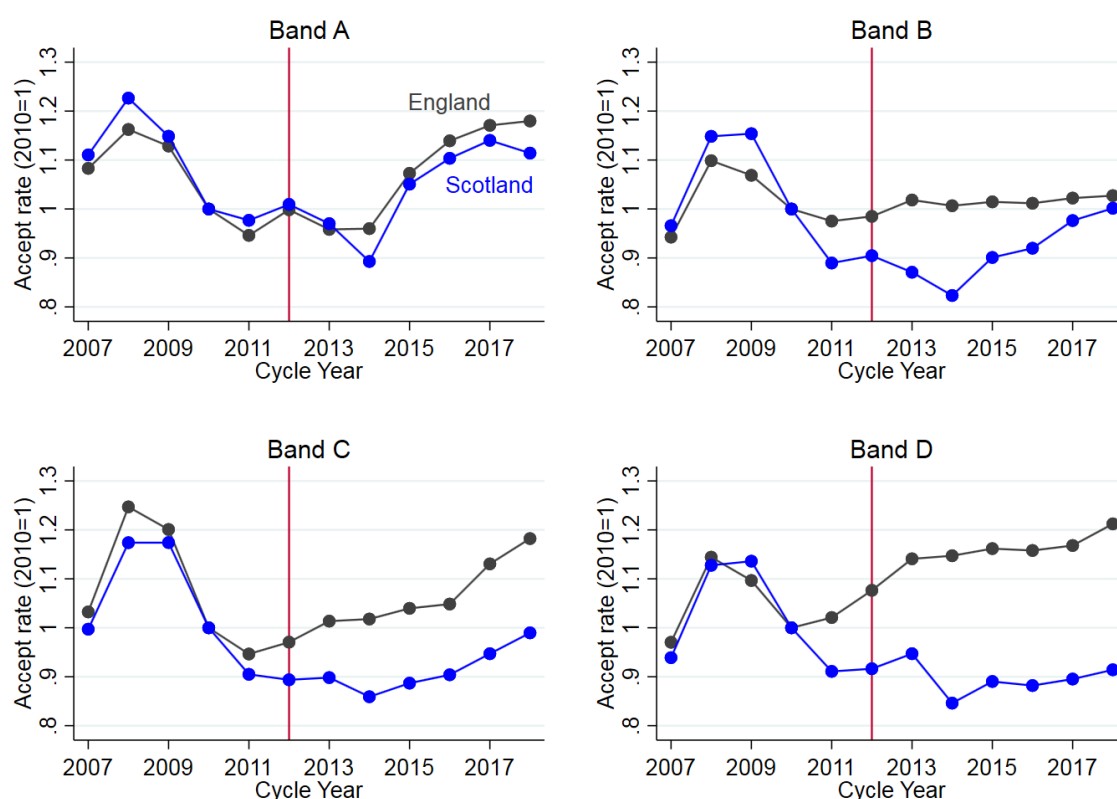 Band A
Accept rate (2010=1)
1.3
1.2
1.1
1
.9
.8
England
Scotland
2007 2009 2011 2013 2015 2017
Cycle Year
Band B
Accept rate (2010=1)
1.3
1.2
1.1
1
.9
.8
2007 2009 2011 2013 2015 2017
Cycle Year
Band C
Accept rate (2010=1)
1.3
1.2
1.1
1
.9
.8
2007 2009 2011 2013 2015 2017
Cycle Year
Band D
Accept rate (2010=1)
1.3
1.2
1.1
1
.9
.8
2007 2009 2011 2013 2015 2017
Cycle Year